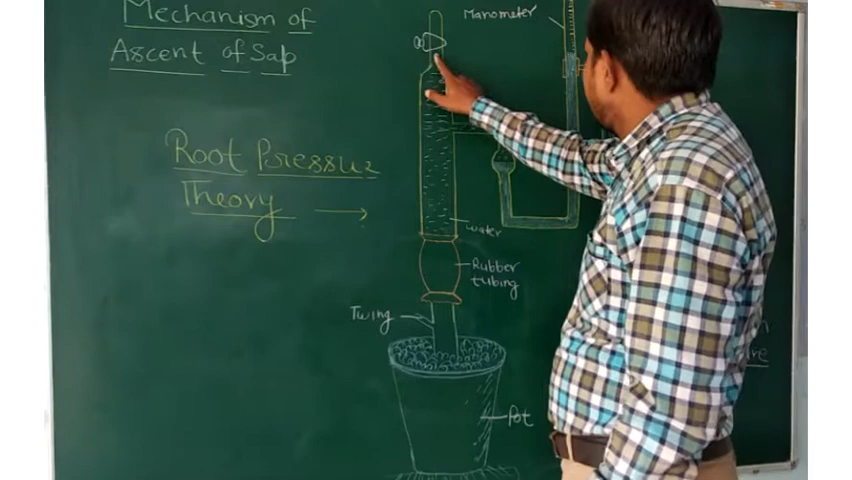 Mechanism of
Ascent of Sap
Root Pressure
Theory
Manometer
water
Rubber
tubing
Twing
Pot